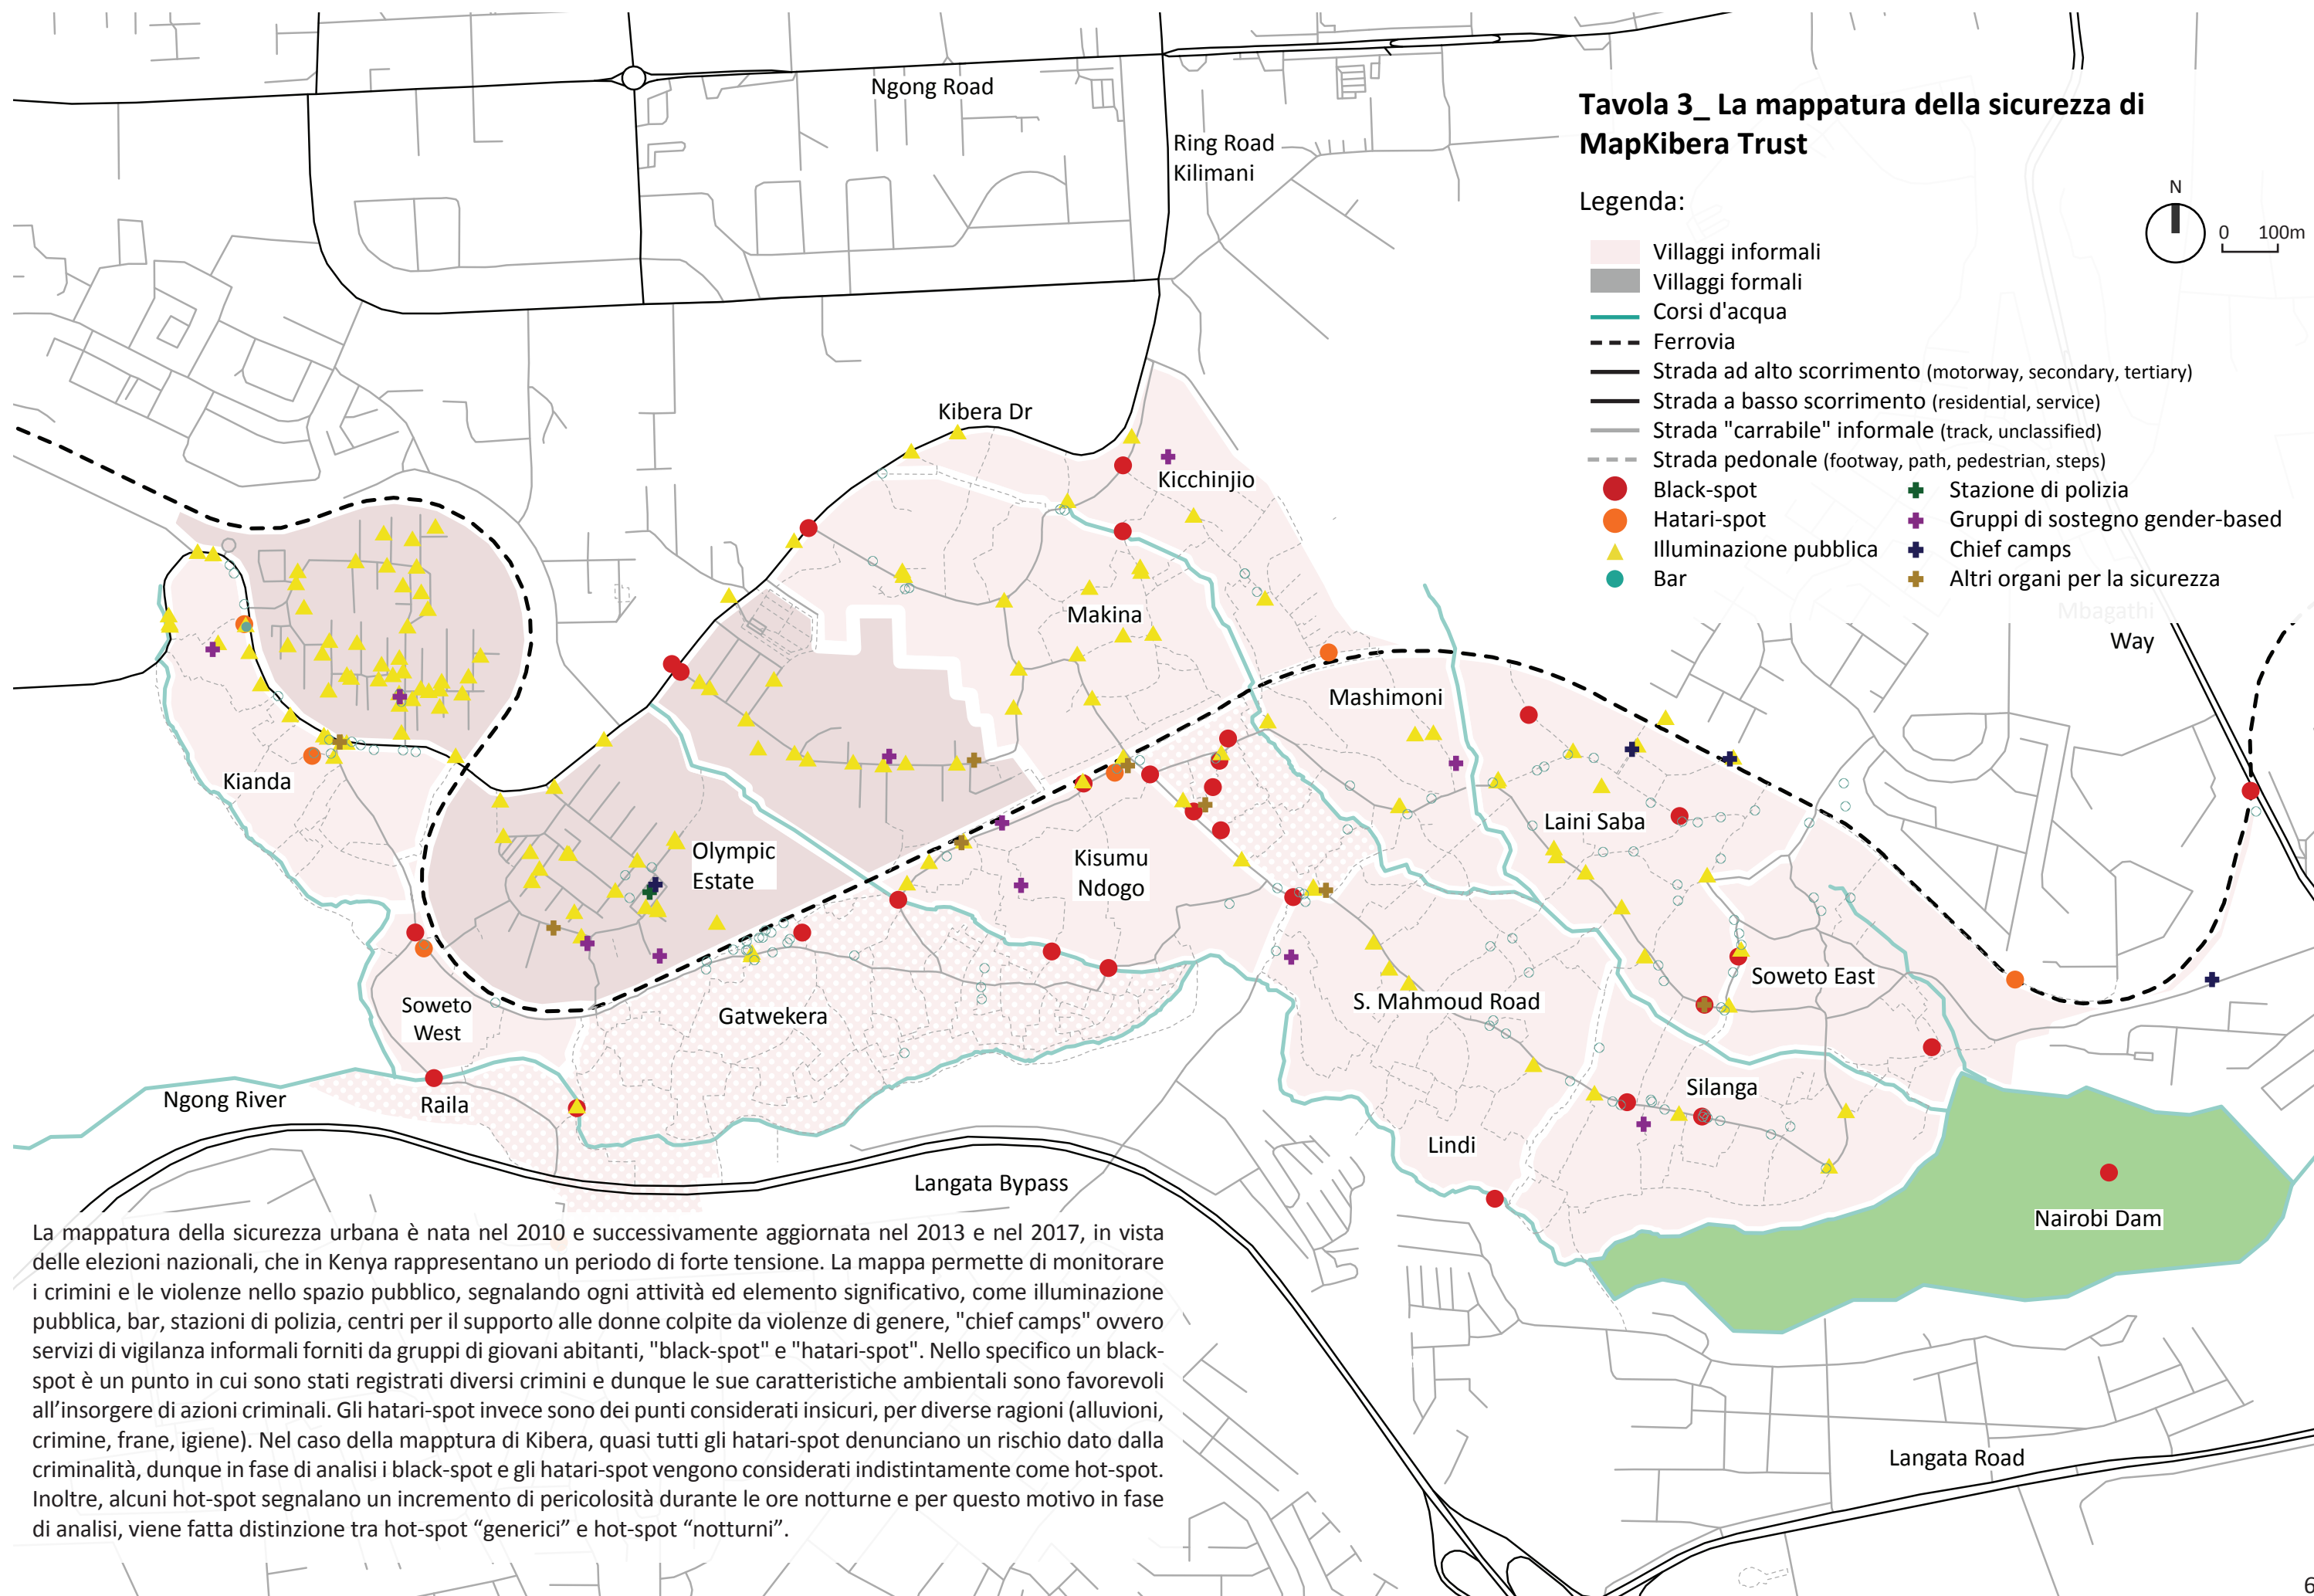 Ngong Road
Ring Road
Kilimani
Tavola 3_ La mappatura della sicurezza di
MapKibera Trust
Legenda:
N
0 100m
Villaggi informali
Villaggi formali
Corsi d'acqua
Ferrovia
Strada ad alto scorrimento (motorway, secondary, tertiary)
Strada a basso scorrimento (residential, service)
Strada "carrabile" informale (track, unclassified)
Strada pedonale (footway, path, pedestrian, steps)
Black-spot
Hatari-spot
Illuminazione pubblica
Bar
Stazione di polizia
Gruppi di sostegno gender-based
Chief camps
Altri organi per la sicurezza
Mbagathi
Way
Kibera Dr
Kicchinjio
Makina
Mashimoni
Kianda
Laini Saba
Olympic
Estate
Kisumu
Ndogo
Soweto East
S. Mahmoud Road
Soweto
West
Gatwekera
Ngong River
Raila
Silanga
Lindi
Langata Bypass
Nairobi Dam
Langata Road
La mappatura della sicurezza urbana è nata nel 2010 e successivamente aggiornata nel 2013 e nel 2017, in vista
delle elezioni nazionali, che in Kenya rappresentano un periodo di forte tensione. La mappa permette di monitorare
i crimini e le violenze nello spazio pubblico, segnalando ogni attività ed elemento significativo, come illuminazione
pubblica, bar, stazioni di polizia, centri per il supporto alle donne colpite da violenze di genere, "chief camps" ovvero
servizi di vigilanza informali forniti da gruppi di giovani abitanti, "black-spot" e "hatari-spot". Nello specifico un black-
spot è un punto in cui sono stati registrati diversi crimini e dunque le sue caratteristiche ambientali sono favorevoli
all'insorgere di azioni criminali. Gli hatari-spot invece sono dei punti considerati insicuri, per diverse ragioni (alluvioni,
crimine, frane, igiene). Nel caso della mapptura di Kibera, quasi tutti gli hatari-spot denunciano un rischio dato dalla
criminalità, dunque in fase di analisi i black-spot e gli hatari-spot vengono considerati indistintamente come hot-spot.
Inoltre, alcuni hot-spot segnalano un incremento di pericolosità durante le ore notturne e per questo motivo in fase
di analisi, viene fatta distinzione tra hot-spot “generici” e hot-spot “notturni”.